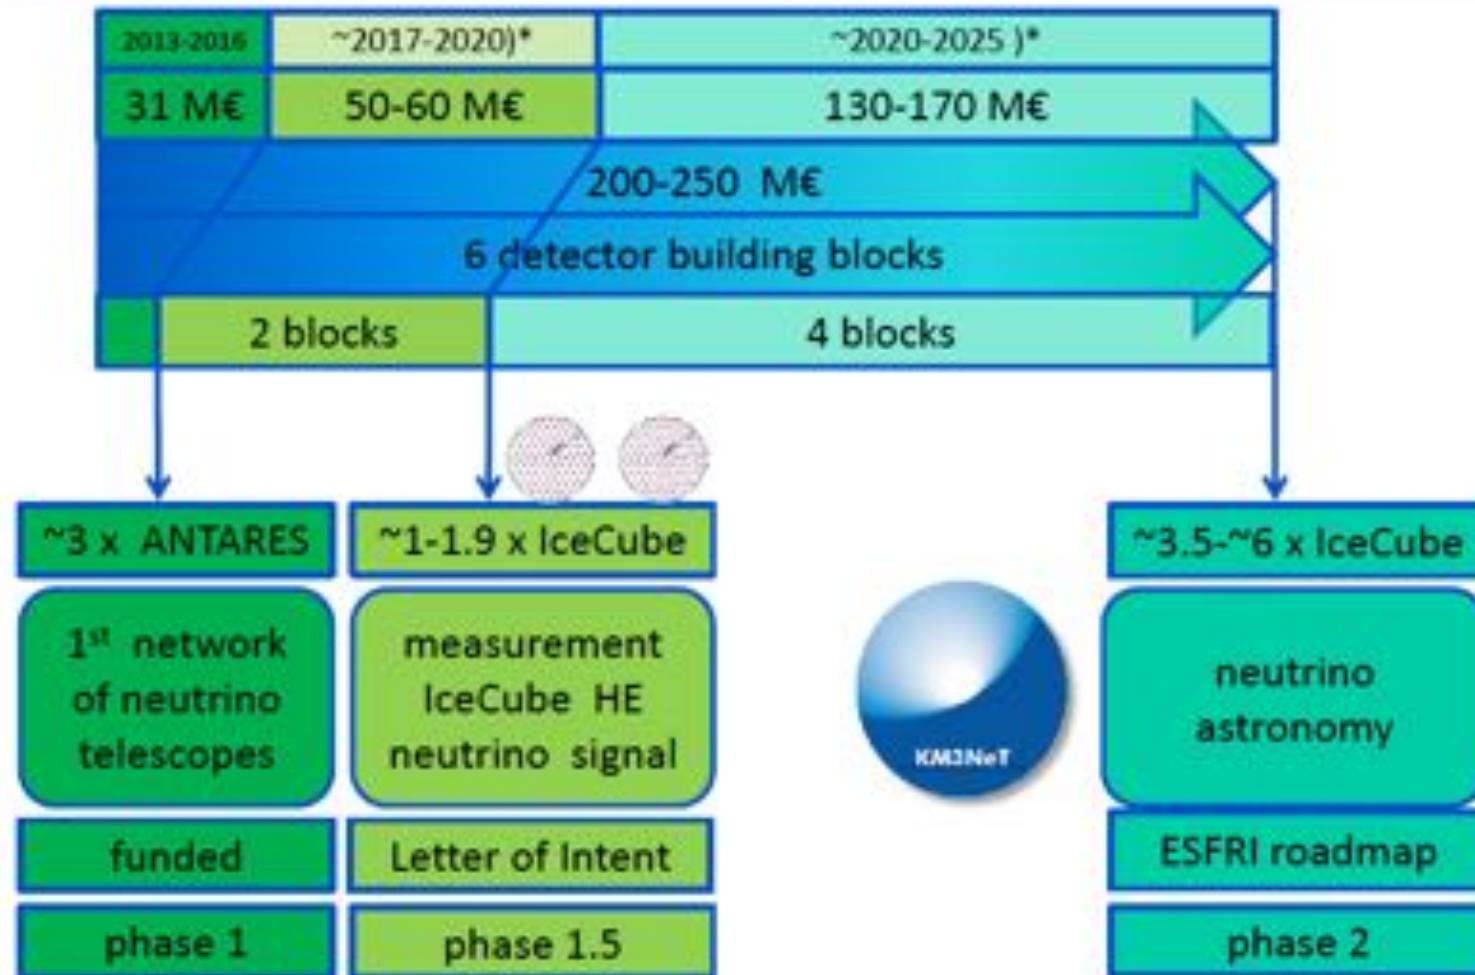 2013-2016
~2017-2020)*
~2020-2025 )*
31 M€
50-60 M€
130-170 M€
200-250 M€
6 detector building blocks
2 blocks
4 blocks
~3 x ANTARES
1st network
of neutrino
telescopes
funded
phase 1
~1-1.9 x IceCube
measurement
IceCube HE
neutrino signal
Letter of Intent
phase 1.5
KM3NeT
~3.5-~6 x IceCube
neutrino
astronomy
ESFRI roadmap
phase 2